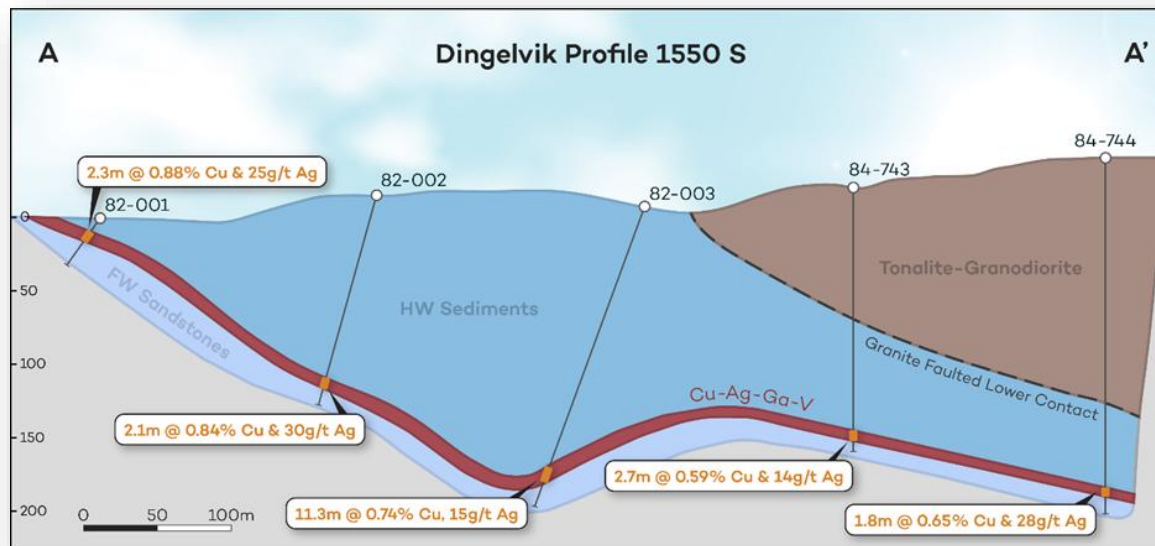 A
Dingelvik Profile 1550 S
A'
84-744
84-743
2.3m @ 0.88% Cu & 25g/t Ag
82-002
82-001
82-003
0
Tonalite-Granodiorite
50
FW Sandstones
HW Sediments
Granite Faulted Lower Contact
100
Cu-Ag-Ga-V
2.1m @ 0.84% Cu & 30g/t Ag
150
2.7m @ 0.59% Cu & 14g/t Ag
11.3m @ 0.74% Cu, 15g/t Ag
1.8m @ 0.65% Cu & 28g/t Ag
200
0 50 100m